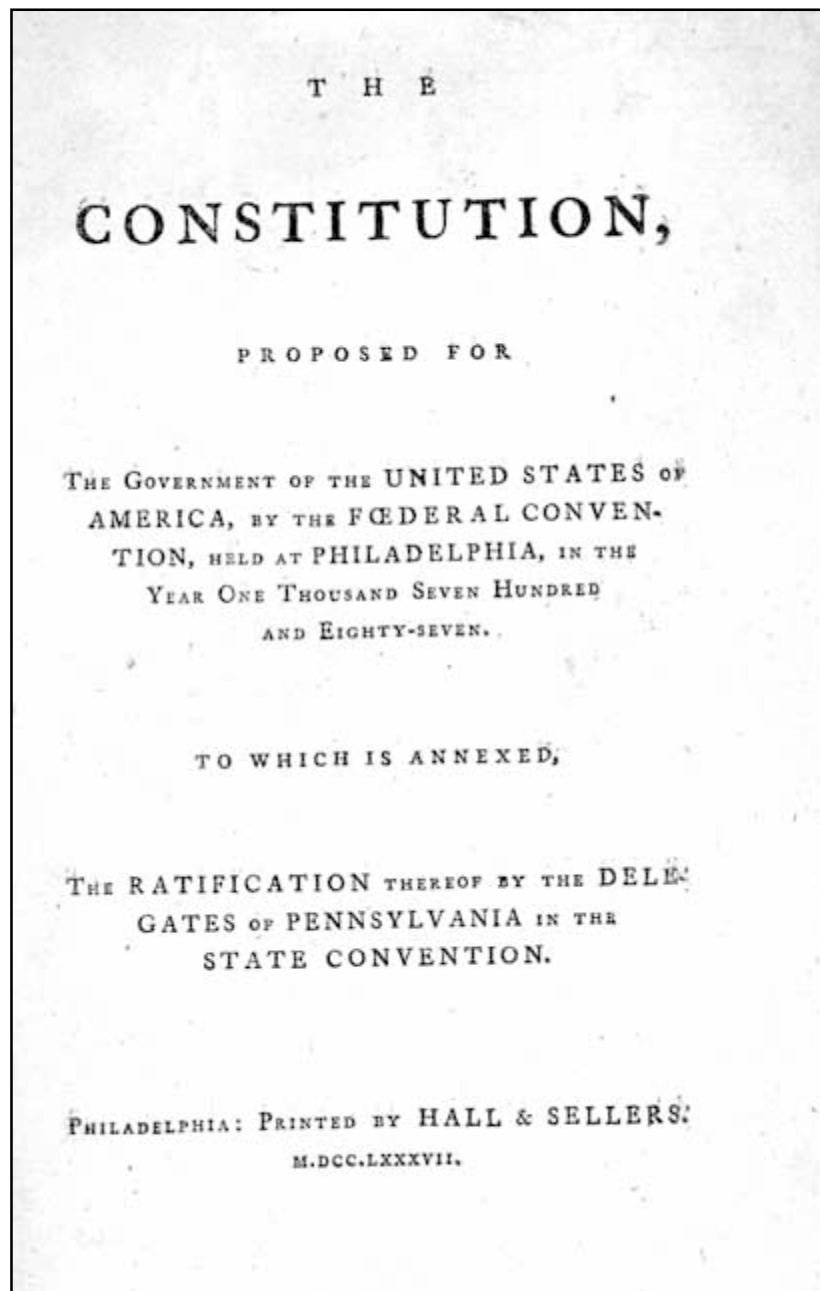 THE
CONSTITUTION,
PROPOSED FOR
THE GOVERNMENT OF THE UNITED STATES OF
AMERICA, BY THE FŒDERAL CONVEN-
TION, HELD AT PHILADELPHIA, IN THE
YEAR ONE THOUSAND SEVEN HUNDRED
AND EIGHTY-SEVEN.
TO WHICH IS ANNEXED,
THE RATIFICATION THEREOF BY THE DELE-
GATES OF PENNSYLVANIA IN THE
STATE CONVENTION.
PHILADELPHIA: PRINTED BY HALL & SELLERS.
M.DCC.LXXXVII.